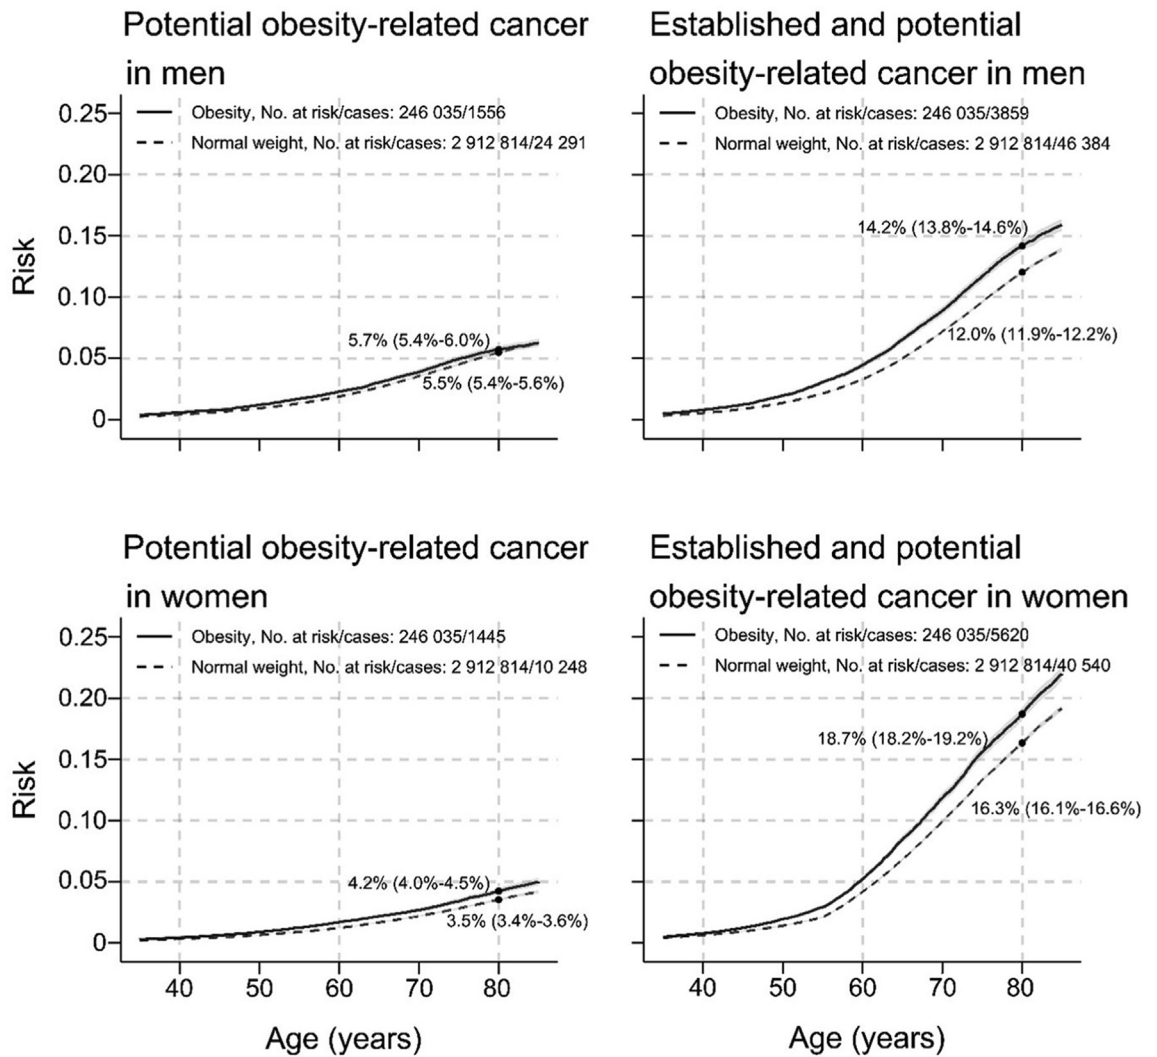 Potential obesity-related cancer
in men
Obesity, No. at risk/cases: 246 035/1556
Normal weight, No. at risk/cases: 2 912 814/24 291
0.25
0.20
0.15
0.10
0.05
0
Risk
5.7% (5.4%-6.0%)
5.5% (5.4%-5.6%)
Established and potential
obesity-related cancer in men
Obesity, No. at risk/cases: 246 035/3859
Normal weight, No. at risk/cases: 2 912 814/46 384
14.2% (13.8%-14.6%)
12.0% (11.9%-12.2%)
Potential obesity-related cancer
in women
Obesity, No. at risk/cases: 246 035/1445
Normal weight, No. at risk/cases: 2 912 814/10 248
0.25
0.20
0.15
0.10
0.05
0
Risk
4.2% (4.0%-4.5%)
3.5% (3.4%-3.6%)
40 50 60 70 80
Age (years)
Established and potential
obesity-related cancer in women
Obesity, No. at risk/cases: 246 035/5620
Normal weight, No. at risk/cases: 2 912 814/40 540
18.7% (18.2%-19.2%)
16.3% (16.1%-16.6%)
40 50 60 70 80
Age (years)